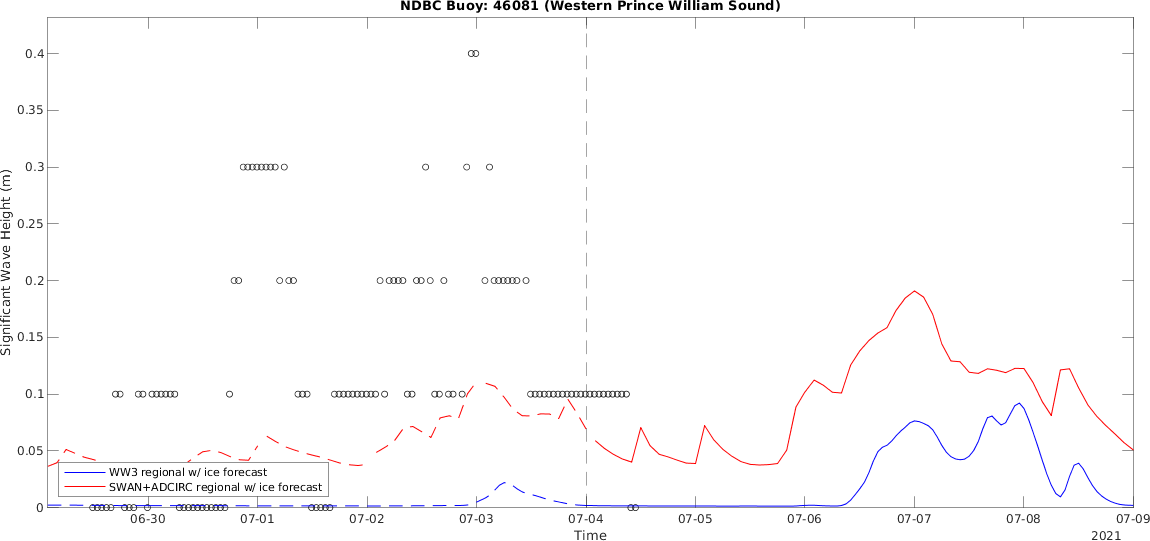 NDBC Buoy: 46081 (Western Prince William Sound)
0.4
0.35
0.3
0.25
0.2
0.15
0.1
0.05
0
Significant Wave Height (m)
WW3 regional w/ ice forecast
SWAN+ADCIRC regional w/ ice forecast
06-30 07-01 07-02 07-03 07-04 07-05 07-06 07-07 07-08 07-09
Time
2021